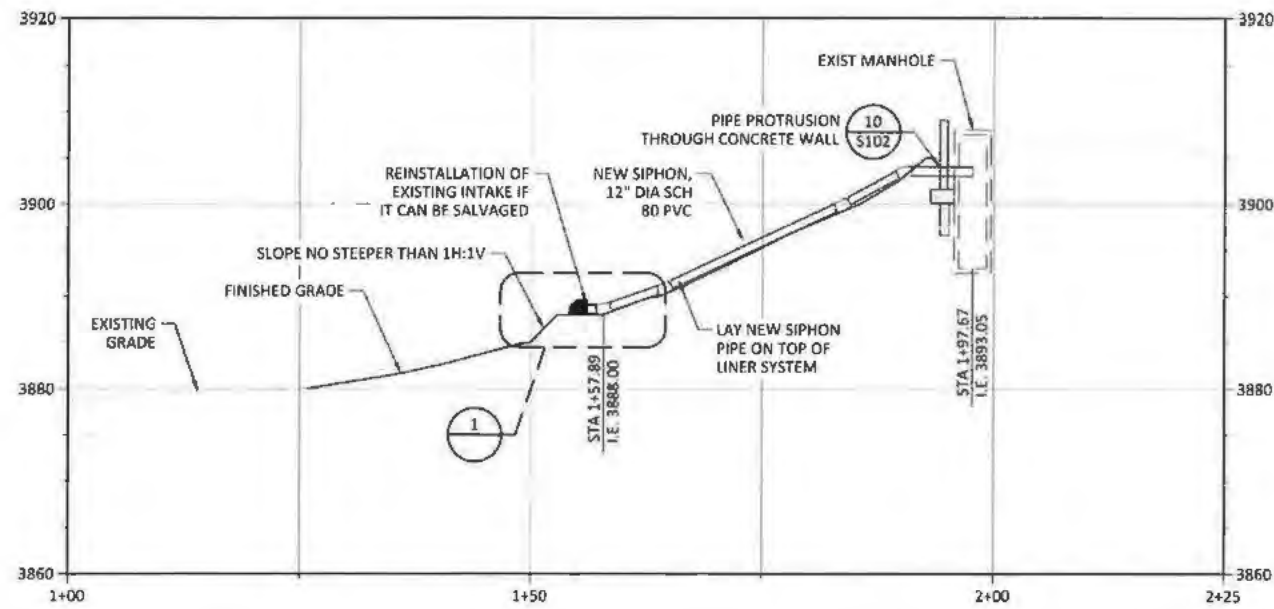 3920
3920
EXIST MANHOLE
PIPE PROTRUSION
THROUGH CONCRETE WALL
10
S102
REINSTALLATION OF
EXISTING INTAKE IF
IT CAN BE SALVAGED
NEW SIPHON,
12" DIA SCH
80 PVC
3900
3900
SLOPE NO STEEPER THAN 1H:1V
FINISHED GRADE
EXISTING
GRADE
LAY NEW SIPHON
PIPE ON TOP OF
LINER SYSTEM
STA 1+57.89
I.E. 3888.00
STA 1+97.67
I.E. 3893.05
3880
3880
1
3860
3860
1+00
1+50
2+00
2+25